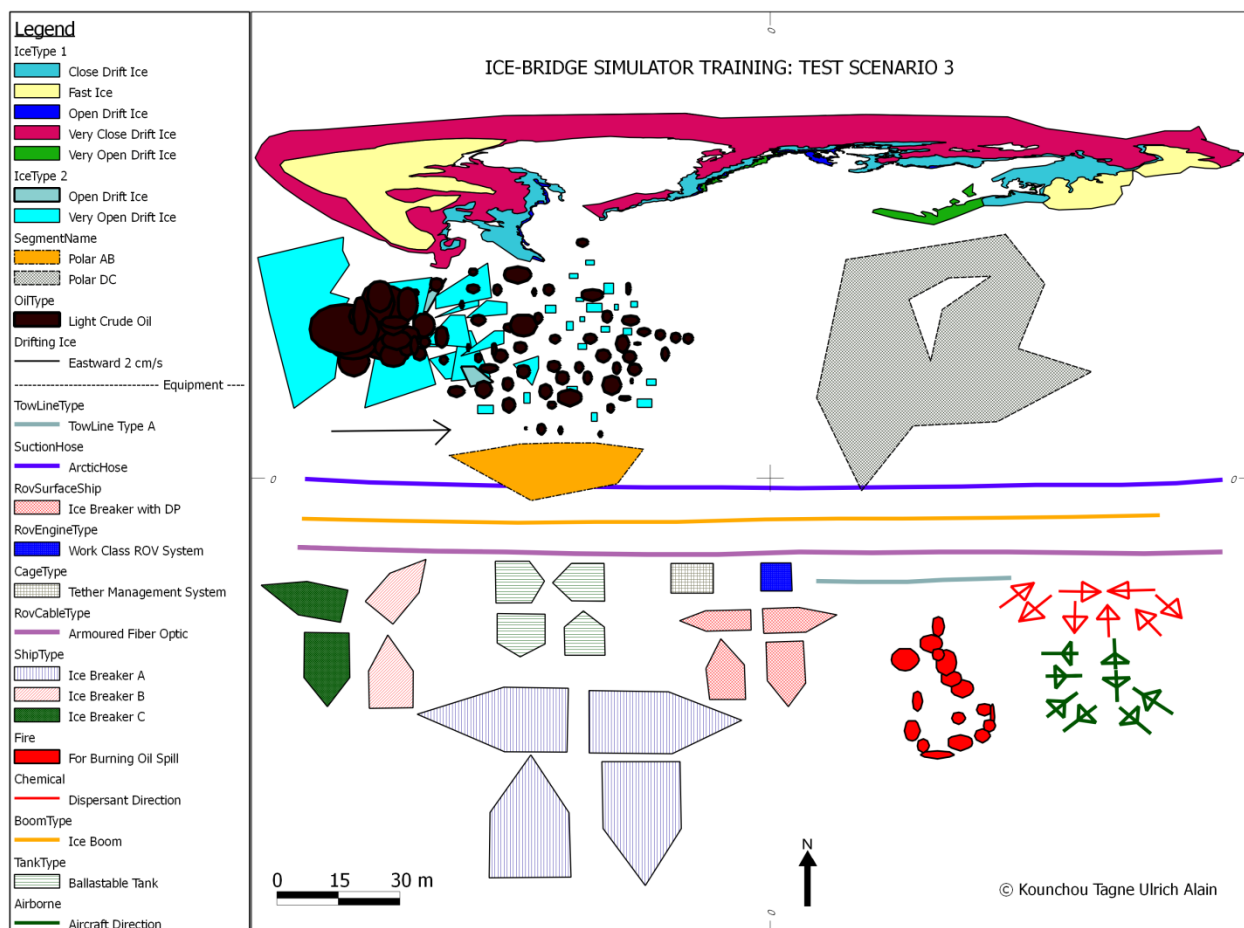 Legend
IceType 1
Close Drift Ice
Fast Ice
Open Drift Ice
Very Close Drift Ice
Very Open Drift Ice
IceType 2
Open Drift Ice
Very Open Drift Ice
SegmentName
Polar AB
Polar DC
OilType
Light Crude Oil
Drifting Ice
Eastward 2 cm/s
------------------------------ Equipment ----
TowLineType
TowLine Type A
SuctionHose
ArcticHose
RovSurfaceShip
Ice Breaker with DP
RovEngineType
Work Class ROV System
CageType
Tether Management System
RovCableType
Armoured Fiber Optic
ShipType
Ice Breaker A
Ice Breaker B
Ice Breaker C
Fire
For Burning Oil Spill
Chemical
Dispersant Direction
BoomType
Ice Boom
TankType
Ballastable Tank
Airborne
Aircraft Direction
0
ICE-BRIDGE SIMULATOR TRAINING: TEST SCENARIO 3
0
0
N
0 15 30 m
© Kounchou Tagne Ulrich Alain
0